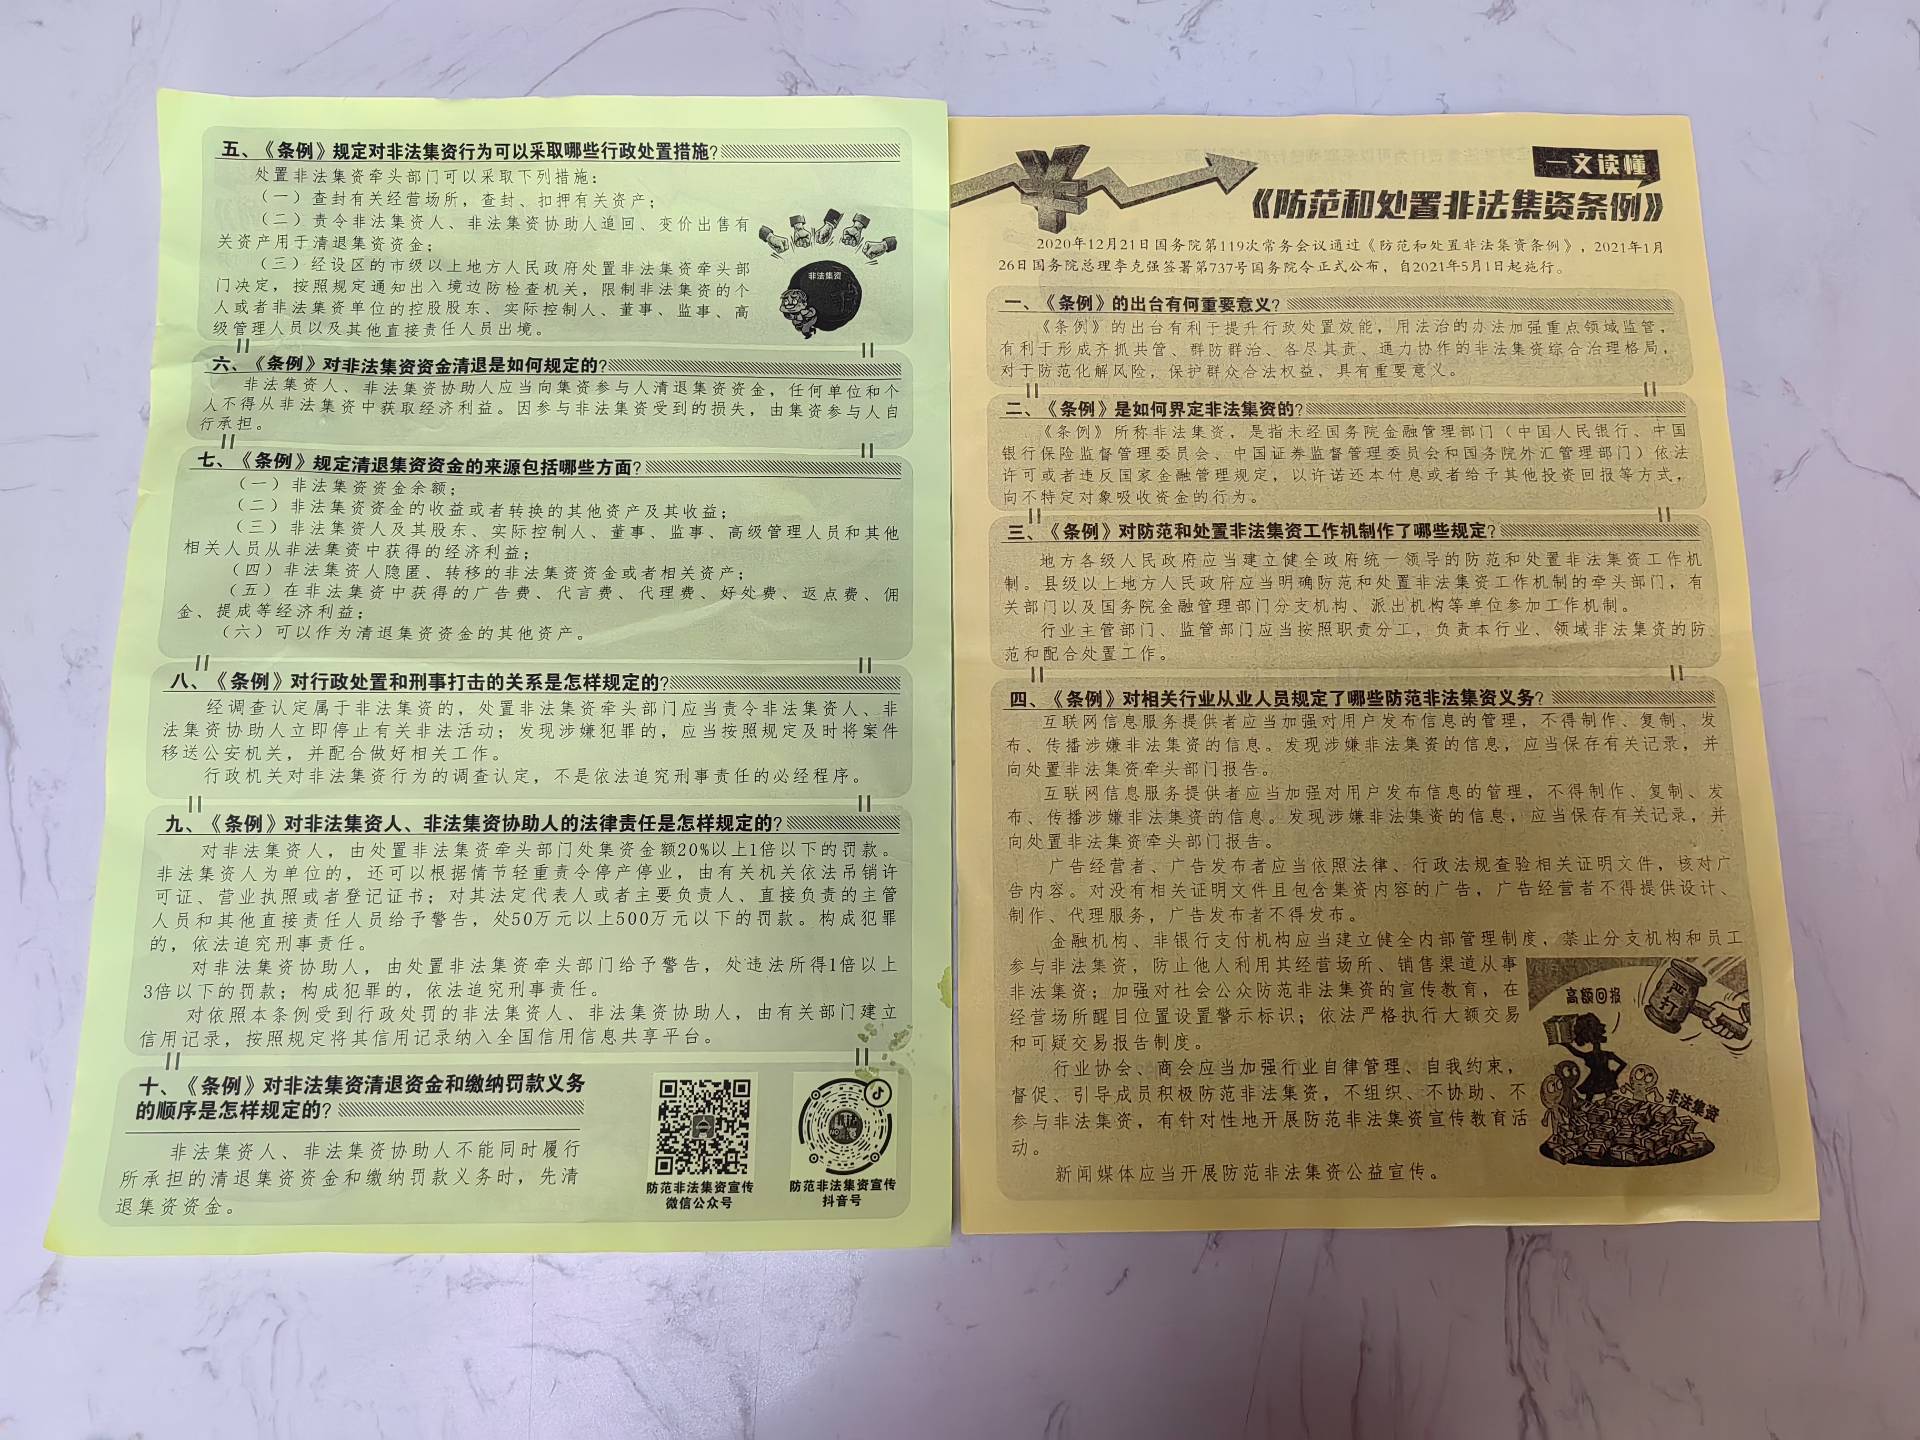 五、《条例》规定对非法集资行为可以采取哪些行政处置措施?
处置非法集资牵头部门可以采取下列措施：
（一）查封有关经营场所，查封、扣押有关资产；
（二）责令非法集资人、非法集资协助人追回、变价出售有
关资产用于清退集资资金；
（三）经设区的市级以上地方人民政府处置非法集资牵头部
门决定，按照规定通知出入境边防检查机关，限制非法集资的个
人或者非法集资单位的控股股东、实际控制人、董事、监事、高
级管理人员以及其他直接责任人员出境。
非法集资
六、《条例》对非法集资资金清退是如何规定的?
非法集资人、非法集资协助人应当向集资参与人清退集资资金，任何单位和个
人不得从非法集资中获取经济利益。因参与非法集资受到的损失，由集资参与人自
行承担。
七、《条例》规定清退集资资金的来源包括哪些方面?
（一）非法集资资金余额；
（二）非法集资资金的收益或者转换的其他资产及其收益；
（三）非法集资人及其股东、实际控制人、董事、监事、高级管理人员和其他
相关人员从非法集资中获得的经济利益；
（四）非法集资人隐匿、转移的非法集资资金或者相关资产；
（五）在非法集资中获得的广告费、代言费、代理费、好处费、返点费、佣
金、提成等经济利益；
（六）可以作为清退集资资金的其他资产。
八、《条例》对行政处置和刑事打击的关系是怎样规定的?
经调查认定属于非法集资的，处置非法集资牵头部门应当责令非法集资人、非
法集资协助人立即停止有关非法活动；发现涉嫌犯罪的，应当按照规定及时将案件
移送公安机关，并配合做好相关工作。
行政机关对非法集资行为的调查认定，不是依法追究刑事责任的必经程序。
九、《条例》对非法集资人、非法集资协助人的法律责任是怎样规定的?
对非法集资人，由处置非法集资牵头部门处集资金额20%以上1倍以下的罚款。
非法集资人为单位的，还可以根据情节轻重责令停产停业，由有关机关依法吊销许
可证、营业执照或者登记证书；对其法定代表人或者主要负责人、直接负责的主管
人员和其他直接责任人员给予警告，处50万元以上500万元以下的罚款。构成犯罪
的，依法追究刑事责任。
对非法集资协助人，由处置非法集资牵头部门给予警告，处违法所得1倍以上
3倍以下的罚款；构成犯罪的，依法追究刑事责任。
对依照本条例受到行政处罚的非法集资人、非法集资协助人，由有关部门建立
信用记录，按照规定将其信用记录纳入全国信用信息共享平台。
十、《条例》对非法集资清退资金和缴纳罚款义务
的顺序是怎样规定的?
非法集资人、非法集资协助人不能同时履行
所承担的清退集资资金和缴纳罚款义务时，先清
退集资资金。
防范非法集资宣传
微信公众号
防范非法集资宣传
抖音号
一文读懂
《防范和处置非法集资条例》
2020年12月21日国务院第119次常务会议通过《防范和处置非法集资条例》，2021年1月
26日国务院总理李克强签署第737号国务院令正式公布，自2021年5月1日起施行。
一、《条例》的出台有何重要意义?
《条例》的出台有利于提升行政处置效能，用法治的办法加强重点领域监管，
有利于形成齐抓共管、群防群治、各尽其责、通力协作的非法集资综合治理格局，
对于防范化解风险，保护群众合法权益、具有重要意义。
二、《条例》是如何界定非法集资的?
《条例》所称非法集资，是指未经国务院金融管理部门（中国人民银行、中国
银行保险监督管理委员会、中国证券监督管理委员会和国务院外汇管理部门）依法
许可或者违反国家金融管理规定，以许诺还本付息或者给予其他投资回报等方式，
向不特定对象吸收资金的行为。
三、《条例》对防范和处置非法集资工作机制作了哪些规定?
地方各级人民政府应当建立健全政府统一领导的防范和处置非法集资工作机
制。县级以上地方人民政府应当明确防范和处置非法集资工作机制的牵头部门，有
关部门以及国务院金融管理部门分支机构、派出机构等单位参加工作机制。
行业主管部门、监管部门应当按照职责分工，负责本行业、领域非法集资的防
范和配合处置工作。
四、《条例》对相关行业从业人员规定了哪些防范非法集资义务?
互联网信息服务提供者应当加强对用户发布信息的管理，不得制作、复制、发
布、传播涉嫌非法集资的信息。发现涉嫌非法集资的信息，应当保存有关记录，并
向处置非法集资牵头部门报告。
互联网信息服务提供者应当加强对用户发布信息的管理，不得制作、复制、发
布、传播涉嫌非法集资的信息。发现涉嫌非法集资的信息，应当保存有关记录，并
向处置非法集资牵头部门报告。
广告经营者、广告发布者应当依照法律、行政法规查验相关证明文件，核对广
告内容。对没有相关证明文件且包含集资内容的广告，广告经营者不得提供设计、
制作、代理服务，广告发布者不得发布。
金融机构、非银行支付机构应当建立健全内部管理制度，禁止分支机构和员工
参与非法集资，防止他人利用其经营场所、销售渠道从事
非法集资；加强对社会公众防范非法集资的宣传教育，在
经营场所醒目位置设置警示标识；依法严格执行大额交易
和可疑交易报告制度。
行业协会、商会应当加强行业自律管理、自我约束，
督促、引导成员积极防范非法集资，不组织、不协助、不
参与非法集资，有针对性地开展防范非法集资宣传教育活
动。
新闻媒体应当开展防范非法集资公益宣传。
高额回报
严打
非法集资